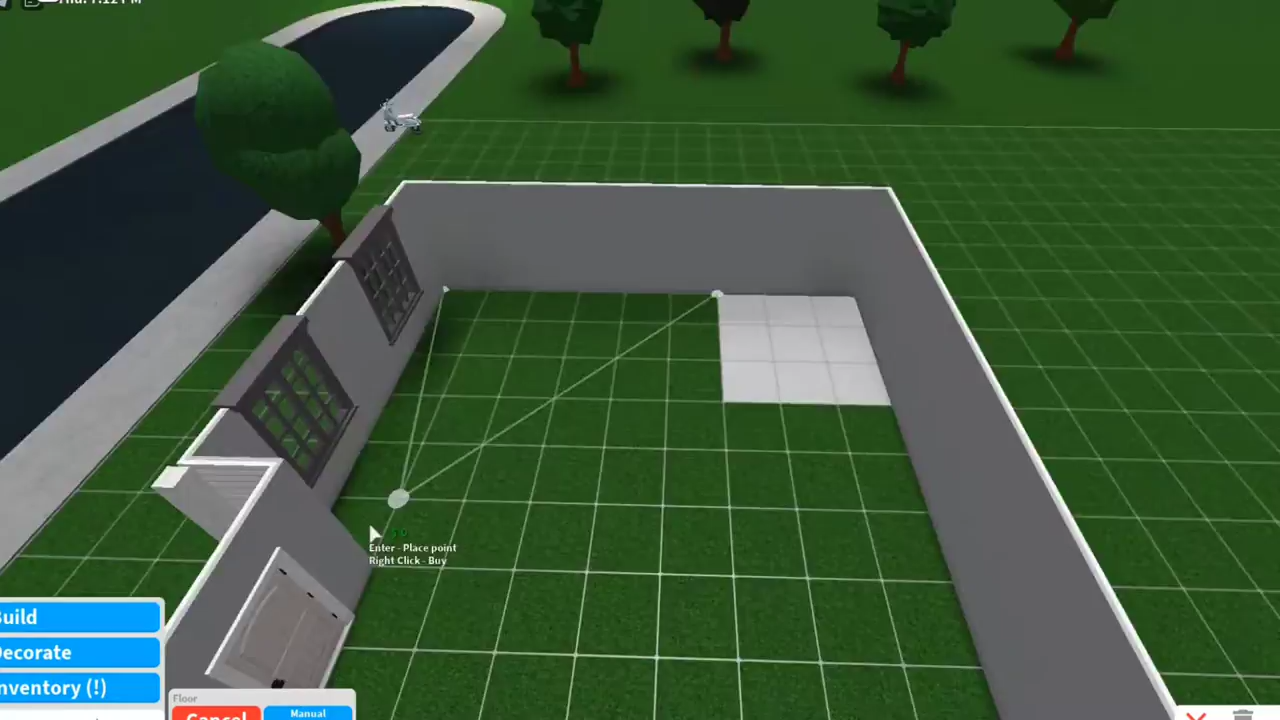 Enter - Place point
Right Click - Buy
Build
Decorate
Inventory (!)
Floor
Cancel
Manual